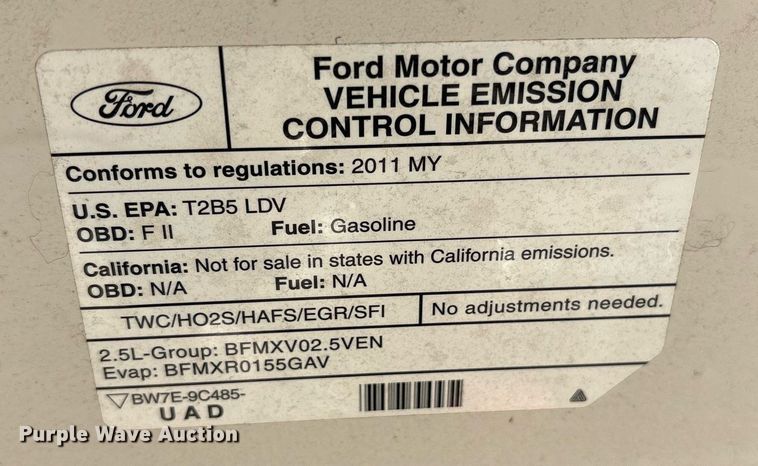 Ford
Ford Motor Company
VEHICLE EMISSION
CONTROL INFORMATION
Conforms to regulations: 2011 MY
U.S. EPA: T2B5 LDV
OBD: F II Fuel: Gasoline
California: Not for sale in states with California emissions.
OBD: N/A Fuel: N/A
TWC/HO2S/HAFS/EGR/SFI No adjustments needed.
2.5L-Group: BFMXV02.5VEN
Evap: BFMXR0155GAV
BW7E-9C485-
UAD
Purple Wave Auction